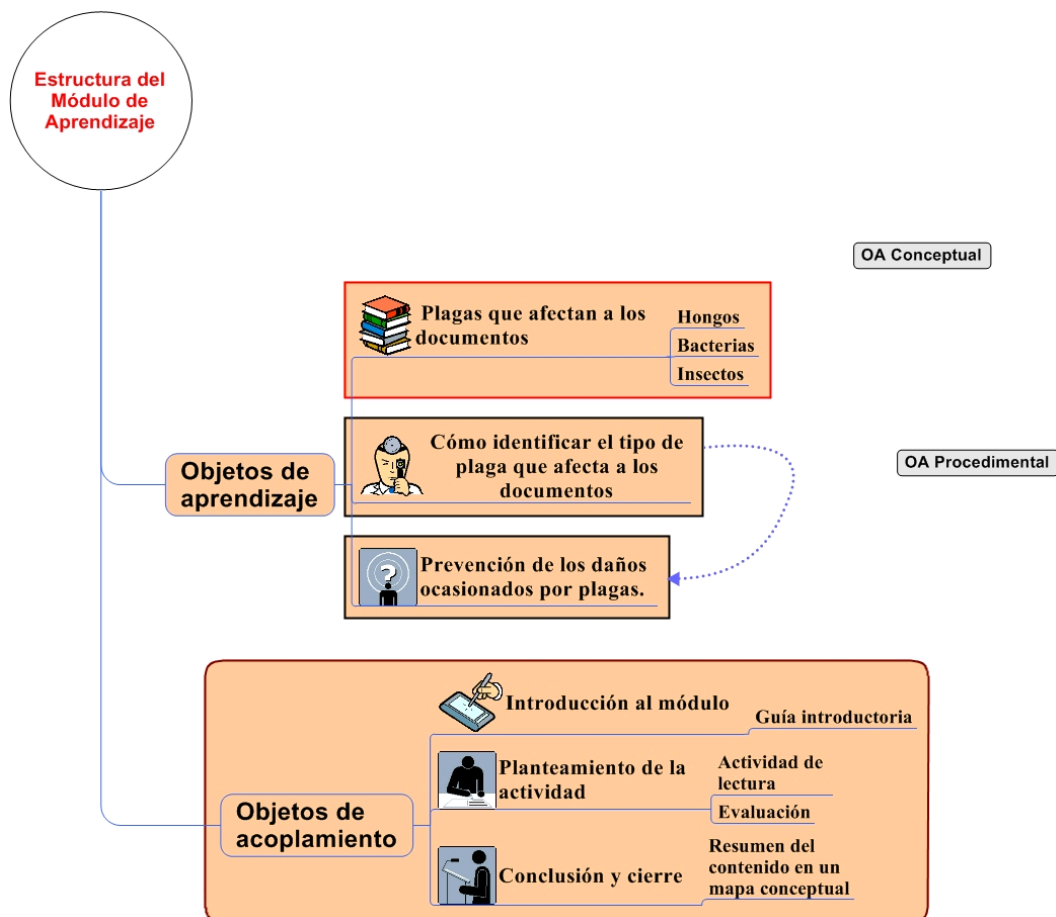 Estructura del
Módulo de
Aprendizaje
OA Conceptual
Plagas que afectan a los
documentos
Hongos
Bacterias
Insectos
Objetos de
aprendizaje
Cómo identificar el tipo de
plaga que afecta a los
documentos
OA Procedimental
Prevención de los daños
ocasionados por plagas.
Objetos de
acoplamiento
Introducción al módulo
Guía introductoria
Planteamiento de la
actividad
Actividad de
lectura
Evaluación
Conclusión y cierre
Resumen del
contenido en un
mapa conceptual